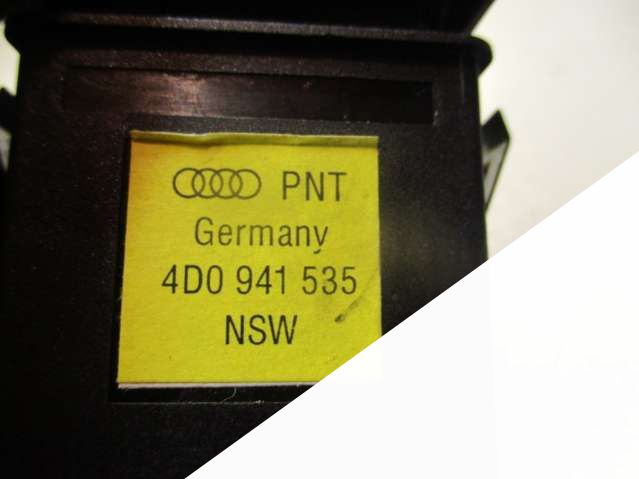 PNT
Germany
4D0 941 535
NSW